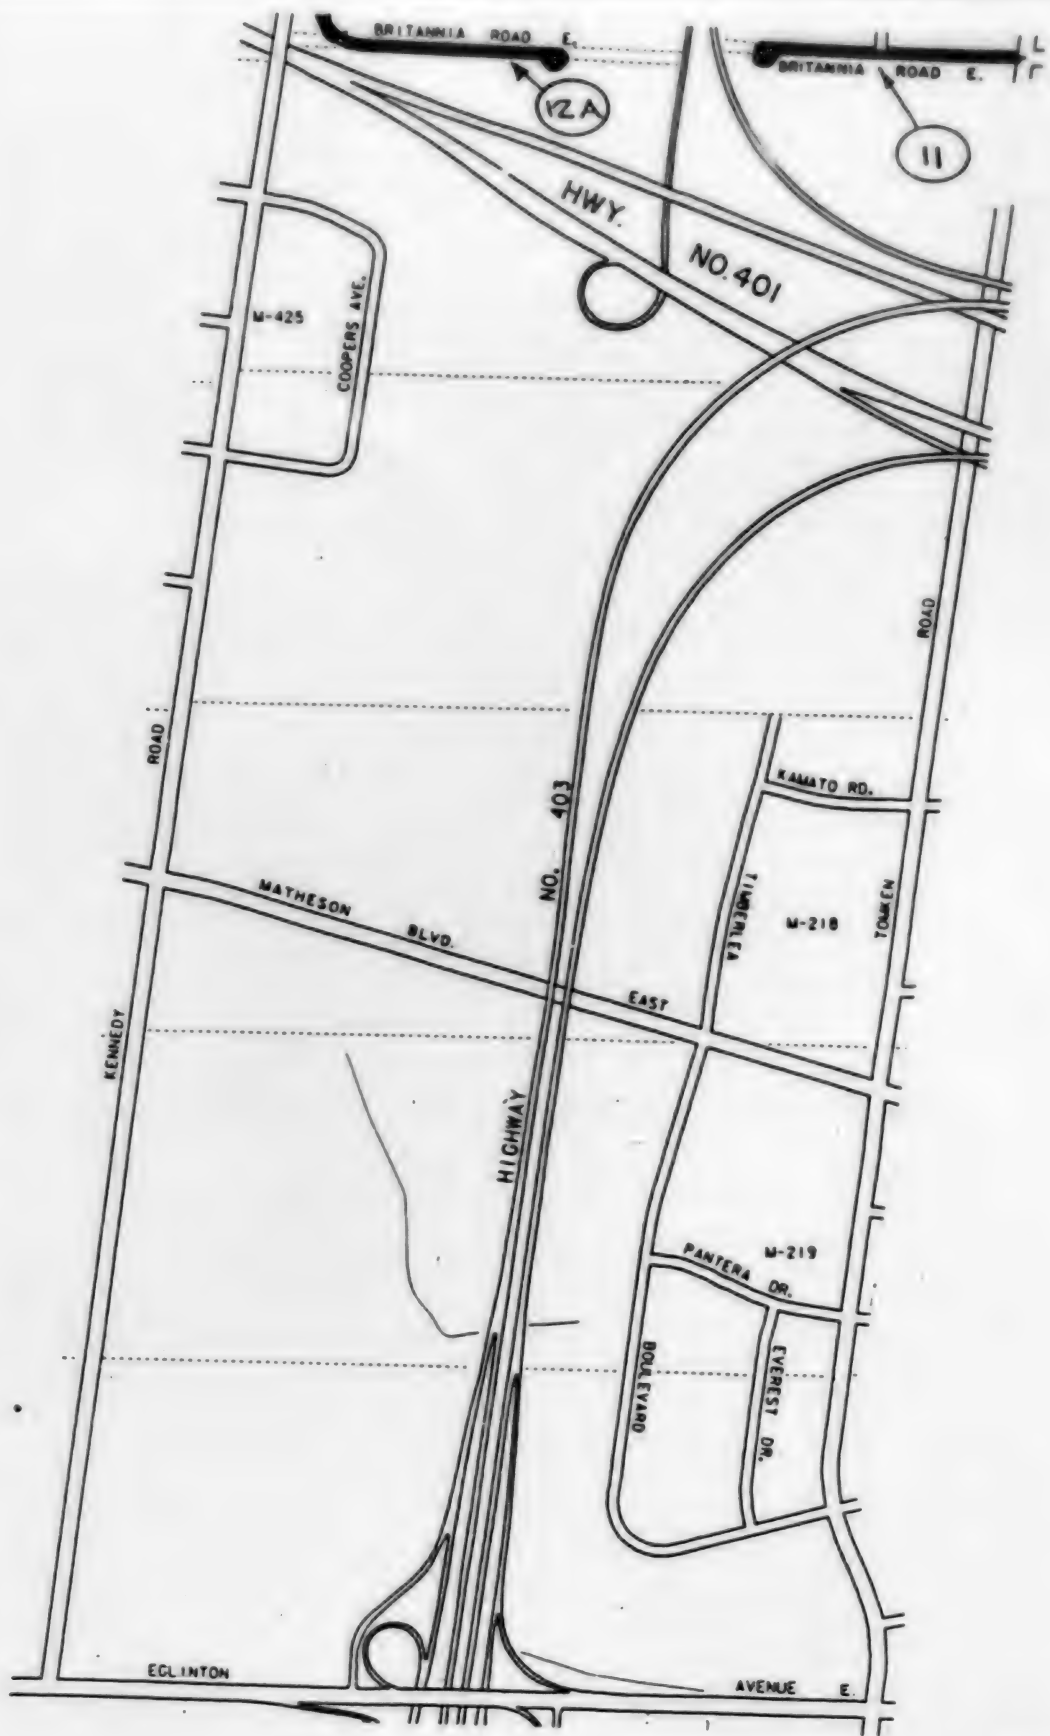 BRITANNIA ROAD E.
BRITANNIA ROAD E.
12A
11
HWY.
NO. 401
M-425
COOPERS AVE.
ROAD
ROAD
KAMATO RD.
NO. 403
MATHESON
BLVD.
EAST
TIMBERLEA
M-218
TOMKEN
KENNEDY
HIGHWAY
M-219
PANTERA DR.
BOULEVARD
EVEREST DR.
EGLINTON
AVENUE E.